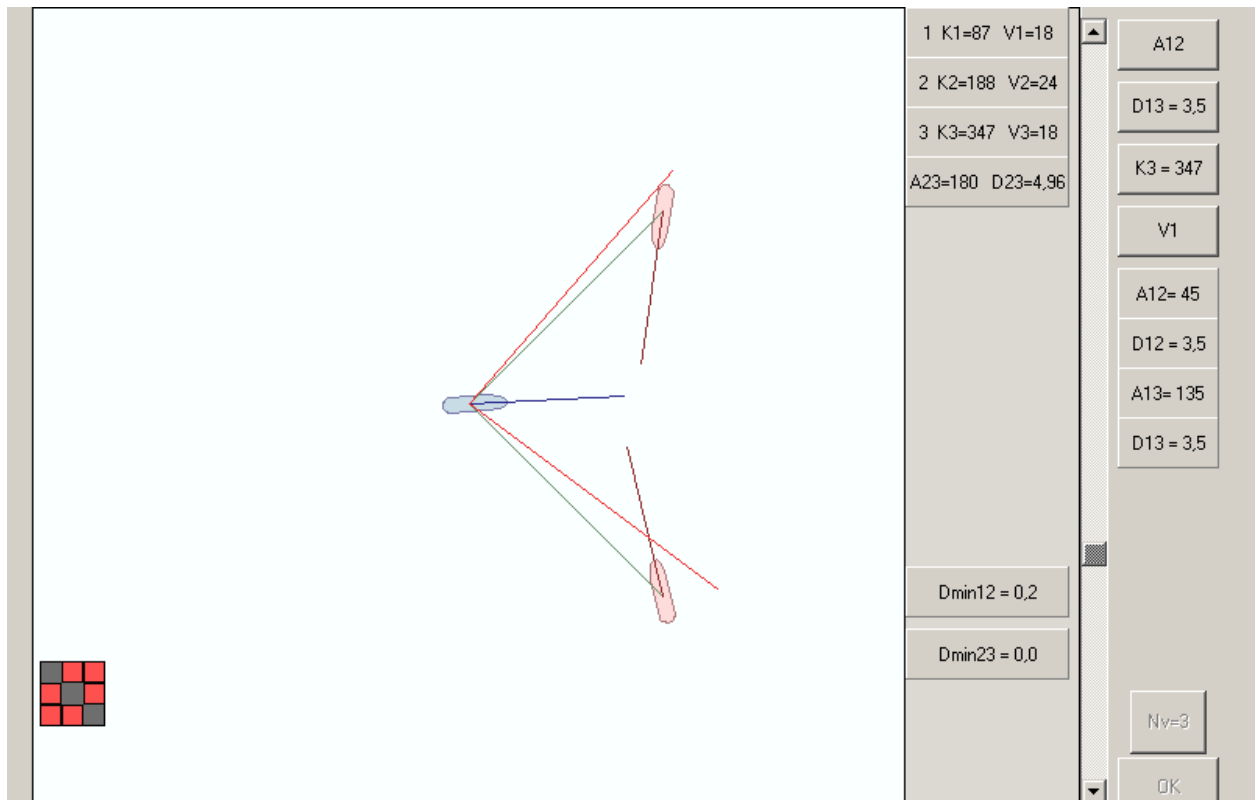 1 K1=87 V1=18
2 K2=188 V2=24
3 K3=347 V3=18
A23=180 D23=4,96
Dmin12 = 0,2
Dmin23 = 0,0
A12
D13 = 3,5
K3 = 347
V1
A12= 45
D12 = 3,5
A13= 135
D13 = 3,5
Nv=3
OK